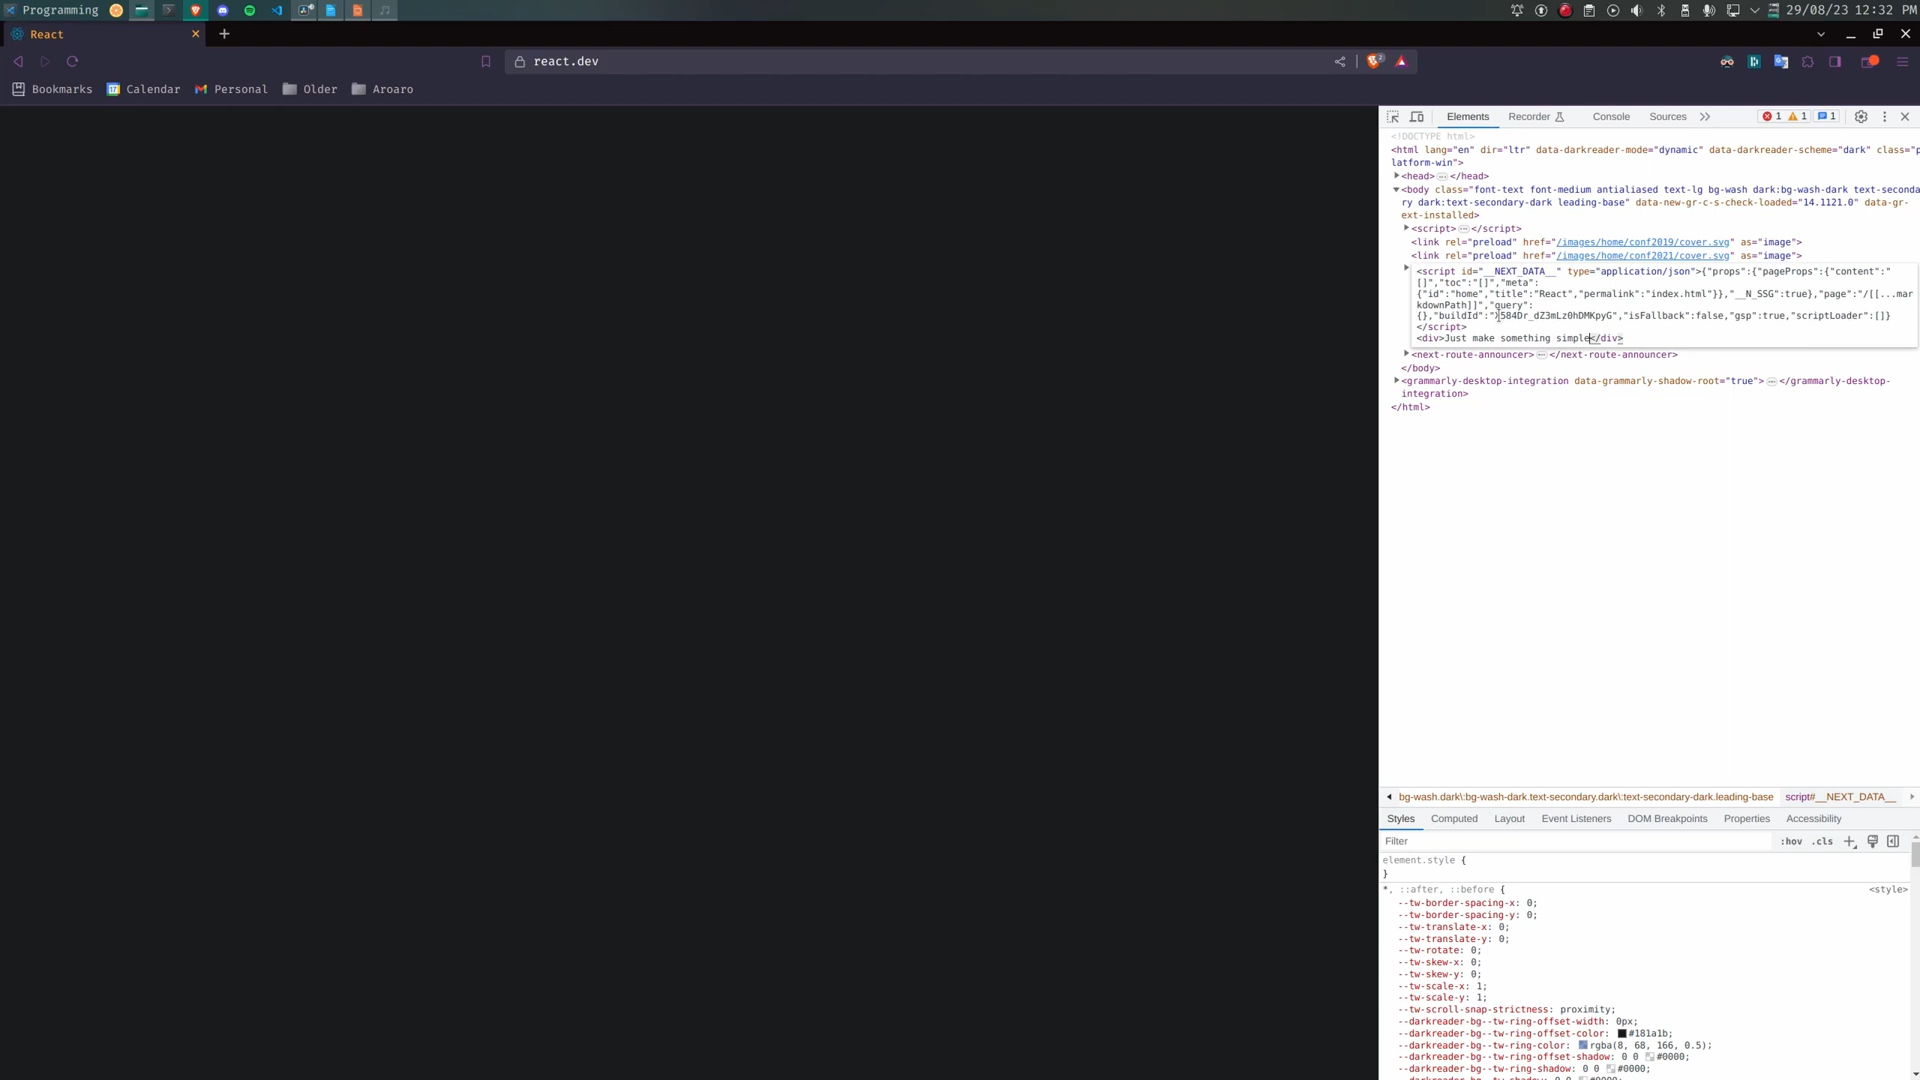 Programming
29/08/23 12:32 PM
React
react.dev
2
Bookmarks
Calendar
Personal
Older
Aroaro
Elements
Recorder
Console
Sources
1
1
1
<!DOCTYPE html>
<html lang="en" dir="ltr" data-darkreader-mode="dynamic" data-darkreader-scheme="dark" class="p
latform-win">
<head> </head>
<body class="font-text font-medium antialiased text-lg bg-wash dark:bg-wash-dark text-seconda
ry dark:text-secondary-dark leading-base" data-new-gr-c-s-check-loaded="14.1121.0" data-gr-
ext-installed>
<script> </script>
<link rel="preload" href="/images/home/conf2019/cover.svg" as="image">
<link rel="preload" href="/images/home/conf2021/cover.svg" as="image">
<script id="__NEXT_DATA__" type="application/json">{"props":{"pageProps":{"content":"
[]","toc":"[]","meta":
{"id":"home","title":"React","permalink":"index.html"}},"__N_SSG":true},"page":"/[[...mar
kdownPath]]","query":
{},"buildId":"X584Dr_dZ3mLz0hDMKpyG","isFallback":false,"gsp":true,"scriptLoader":[]}
</script>
<div>Just make something simple</div>
<next-route-announcer> </next-route-announcer>
</body>
<grammarly-desktop-integration data-grammarly-shadow-root="true"> </grammarly-desktop-
integration>
</html>
bg-wash.dark\:bg-wash-dark.text-secondary.dark\:text-secondary-dark.leading-base script#__NEXT_DATA__
Styles
Computed
Layout
Event Listeners
DOM Breakpoints
Properties
Accessibility
Filter
:hov .cls
element.style {
}
*, ::after, ::before { <style>
--tw-border-spacing-x: 0;
--tw-border-spacing-y: 0;
--tw-translate-x: 0;
--tw-translate-y: 0;
--tw-rotate: 0;
--tw-skew-x: 0;
--tw-skew-y: 0;
--tw-scale-x: 1;
--tw-scale-y: 1;
--tw-scroll-snap-strictness: proximity;
--darkreader-bg--tw-ring-offset-width: 0px;
--darkreader-bg--tw-ring-offset-color: #181a1b;
--darkreader-bg--tw-ring-color: rgba(8, 68, 166, 0.5);
--darkreader-bg--tw-ring-offset-shadow: 0 0 #0000;
--darkreader-bg--tw-ring-shadow: 0 0 #0000;